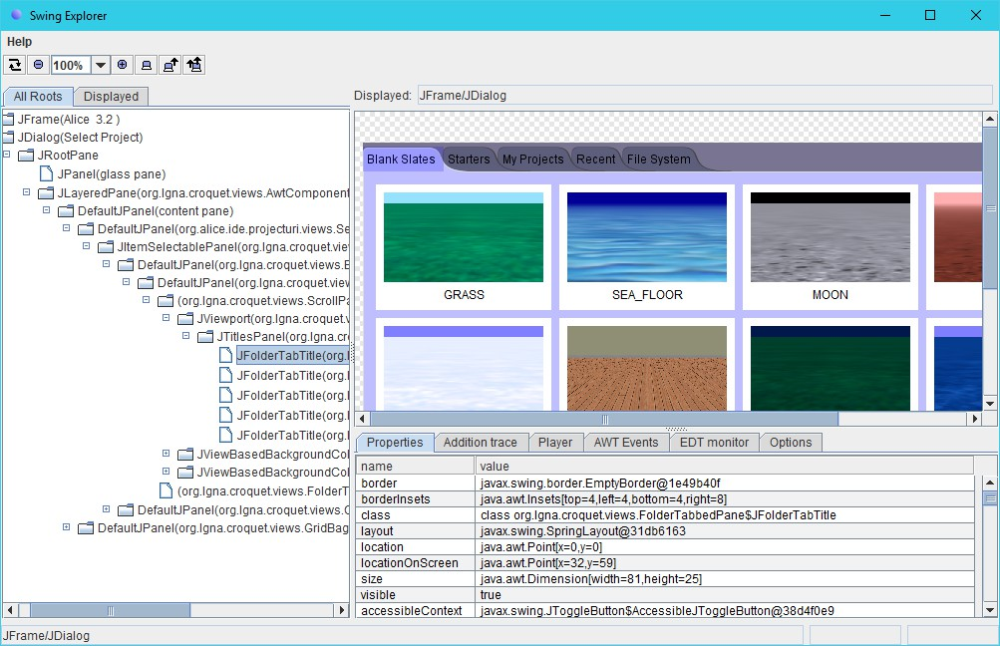 Swing Explorer
Help
100%
All Roots Displayed
Displayed: JFrame/JDialog
JFrame(Alice 3.2 )
JDialog(Select Project)
JRootPane
JPanel(glass pane)
JLayeredPane(org.lgna.croquet.views.AwtComponent
DefaultJPanel(content pane)
DefaultJPanel(org.alice.ide.projecturi.views.Se
JItemSelectablePanel(org.lgna.croquet.vie
DefaultJPanel(org.lgna.croquet.views.E
DefaultJPanel(org.lgna.croquet.views
(org.lgna.croquet.views.ScrollPa
JViewport(org.lgna.croquet.v
JTitlesPanel(org.lgna.cr
JFolderTabTitle(org.l
JFolderTabTitle(org.l
JFolderTabTitle(org.l
JFolderTabTitle(org.l
JFolderTabTitle(org.l
JViewBasedBackgroundCol
JViewBasedBackgroundCol
(org.lgna.croquet.views.FolderT
DefaultJPanel(org.lgna.croquet.views.C
DefaultJPanel(org.lgna.croquet.views.GridBag
Blank Slates Starters My Projects Recent File System
GRASS SEA_FLOOR MOON
Properties Addition trace Player AWT Events EDT monitor Options
name value
border javax.swing.border.EmptyBorder@1e49b40f
borderInsets java.awt.Insets[top=4,left=4,bottom=4,right=8]
class class org.lgna.croquet.views.FolderTabbedPane$JFolderTabTitle
layout javax.swing.SpringLayout@31db6163
location java.awt.Point[x=0,y=0]
locationOnScreen java.awt.Point[x=32,y=59]
size java.awt.Dimension[width=81,height=25]
visible true
accessibleContext javax.swing.JToggleButton$AccessibleJToggleButton@38d4f0e9
JFrame/JDialog